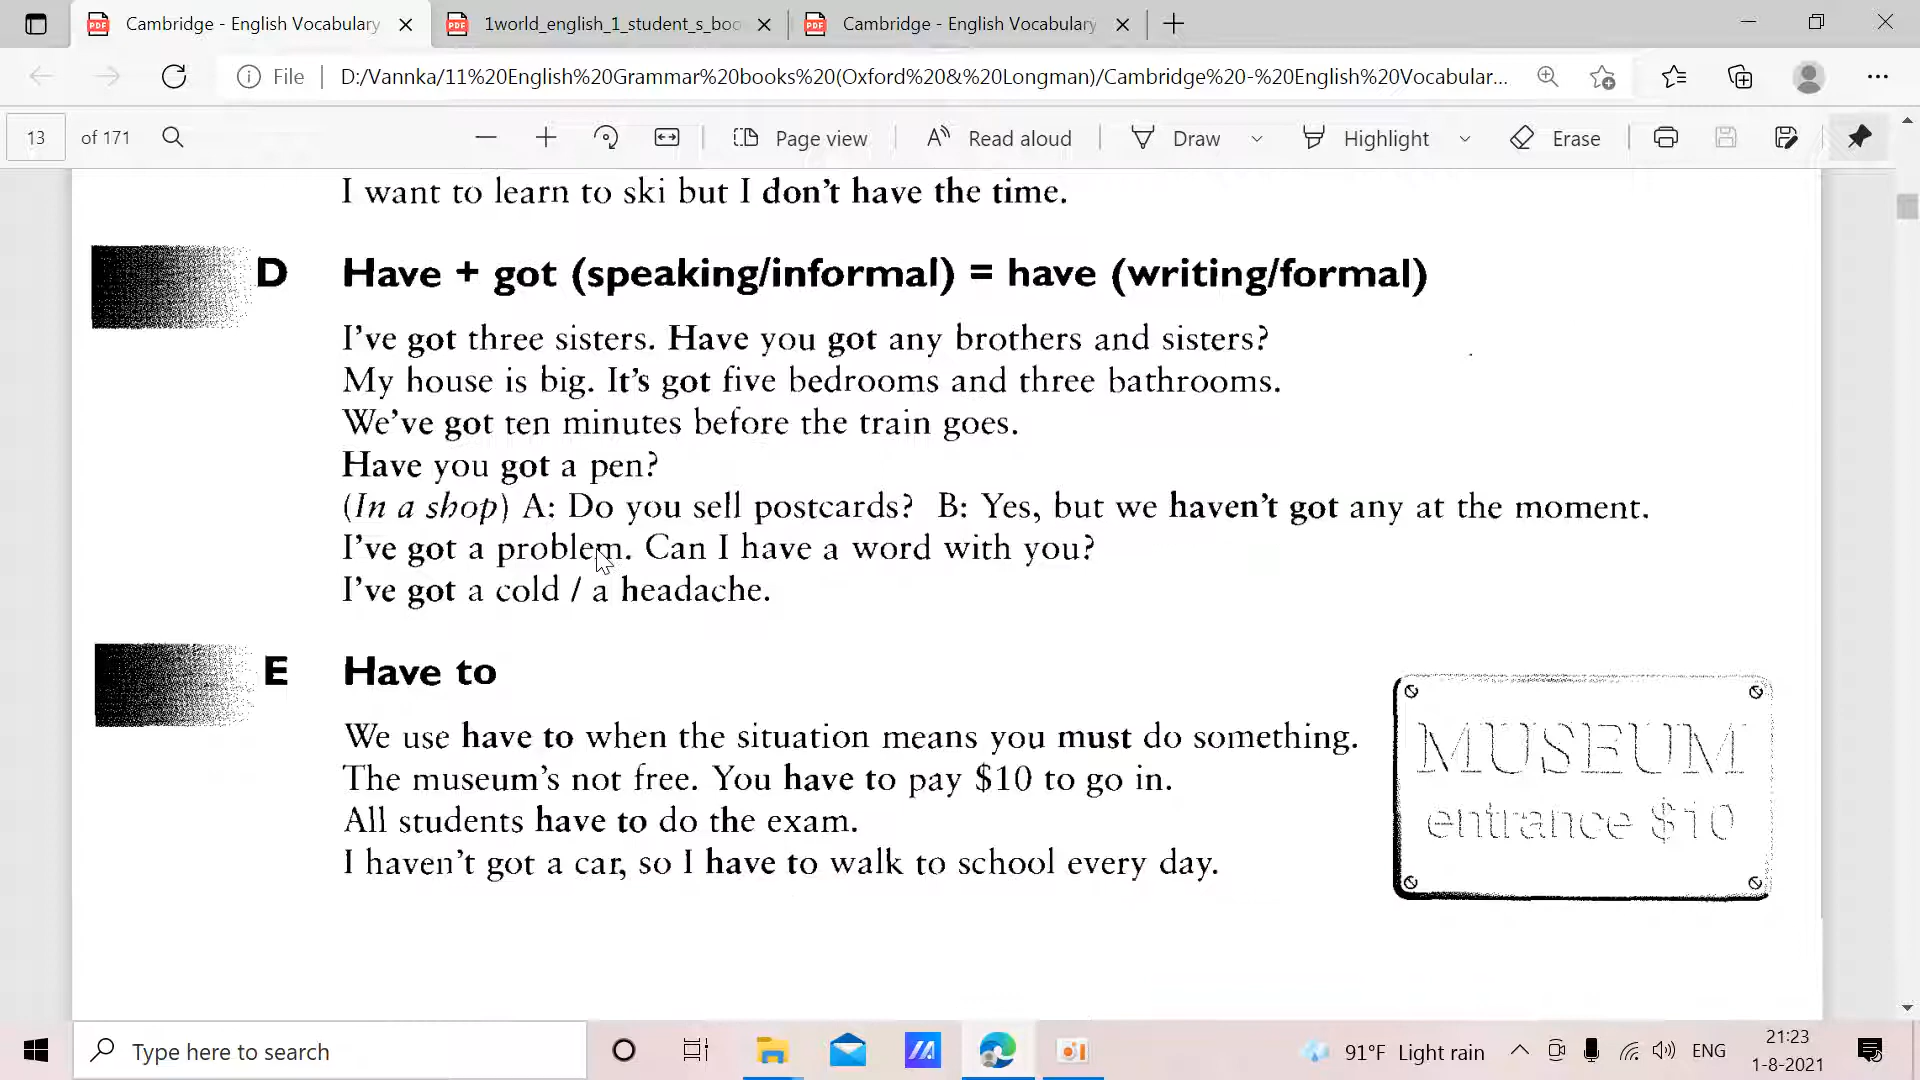 Cambridge - English Vocabulary
1world_english_1_student_s_boo
Cambridge - English Vocabulary
File
D:/Vannka/11%20English%20Grammar%20books%20(Oxford%20&%20Longman)/Cambridge%20-%20English%20Vocabular...
13 of 171
Page view
Read aloud
Draw
Highlight
Erase
I want to learn to ski but I don't have the time.
D Have + got (speaking/informal) = have (writing/formal)
I've got three sisters. Have you got any brothers and sisters?
My house is big. It's got five bedrooms and three bathrooms.
We've got ten minutes before the train goes.
Have you got a pen?
(In a shop) A: Do you sell postcards? B: Yes, but we haven't got any at the moment.
I've got a problem. Can I have a word with you?
I've got a cold / a headache.
E Have to
We use have to when the situation means you must do something.
The museum's not free. You have to pay $10 to go in.
All students have to do the exam.
I haven't got a car, so I have to walk to school every day.
MUSEUM
entrance $10
Type here to search
91°F Light rain
ENG
21:23
1-8-2021